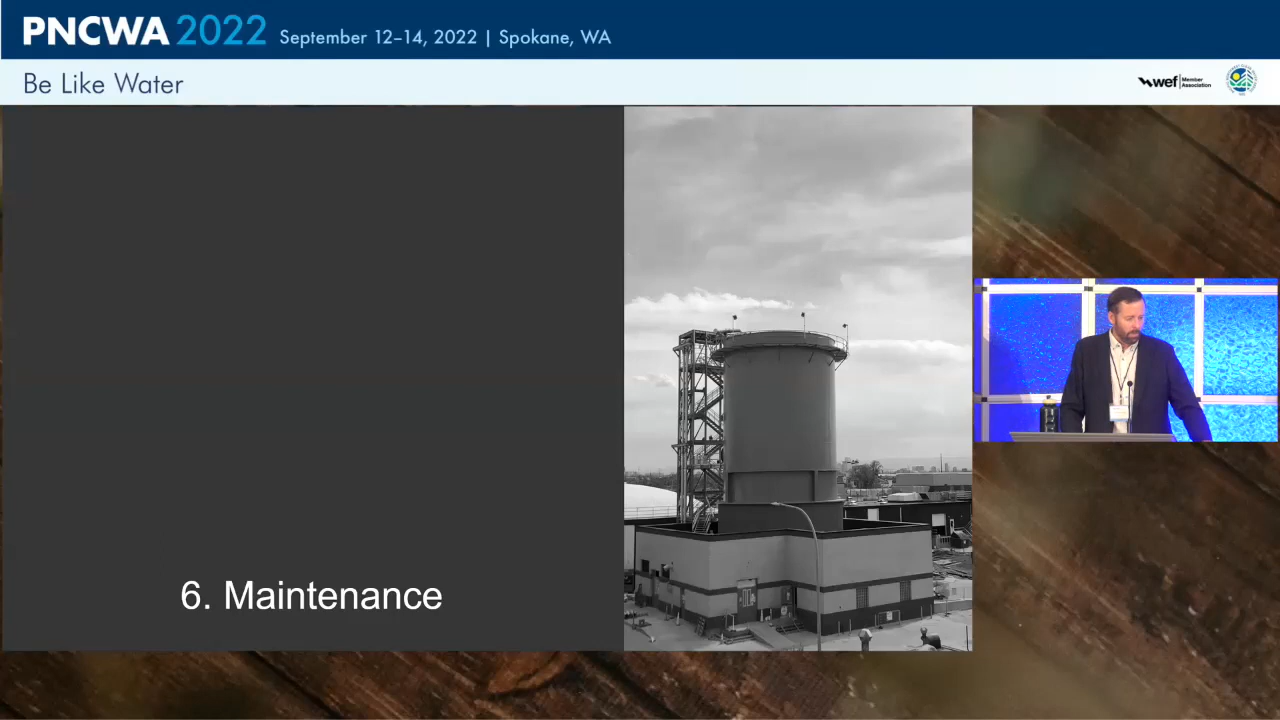 PNCWA 2022 September 12–14, 2022 | Spokane, WA
Be Like Water
wef Member Association
6. Maintenance